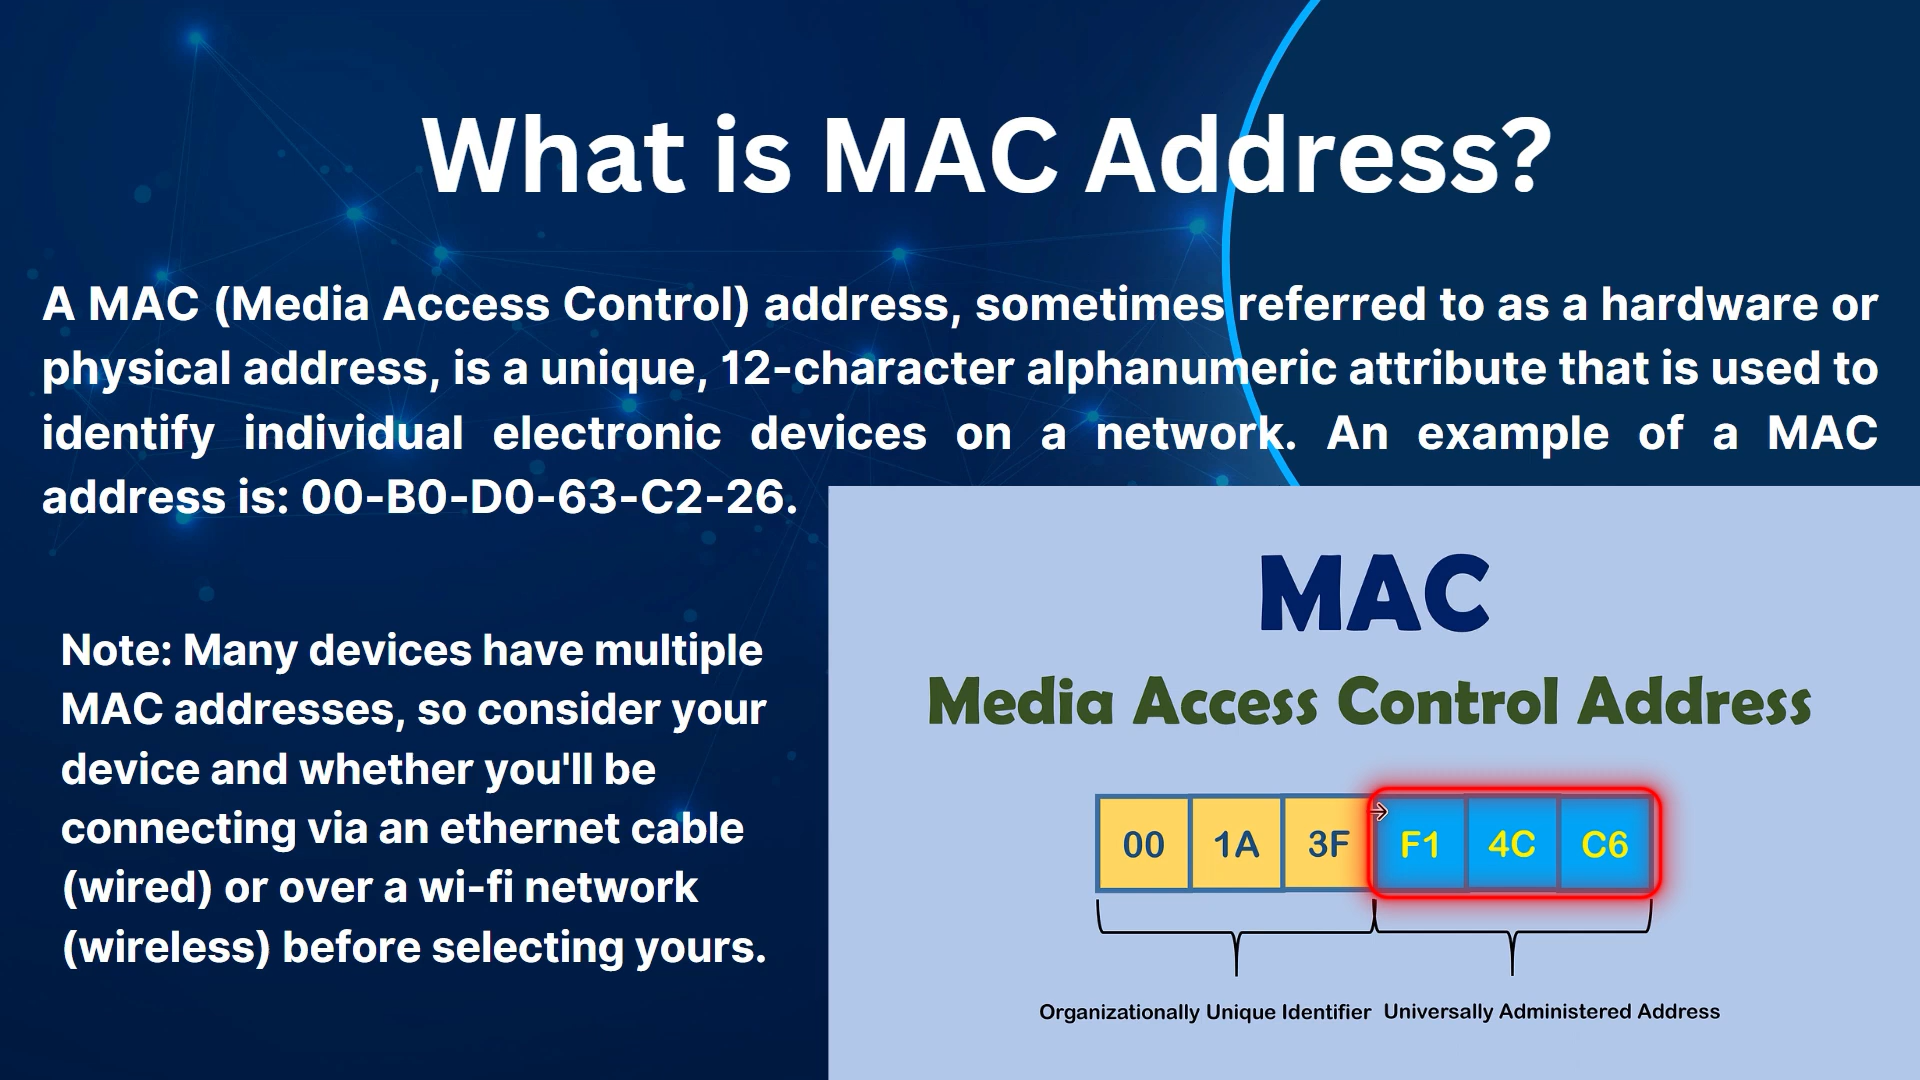 What is MAC Address?
A MAC (Media Access Control) address, sometimes referred to as a hardware or
physical address, is a unique, 12-character alphanumeric attribute that is used to
identify individual electronic devices on a network. An example of a MAC
address is: 00-B0-D0-63-C2-26.
Note: Many devices have multiple
MAC addresses, so consider your
device and whether you'll be
connecting via an ethernet cable
(wired) or over a wi-fi network
(wireless) before selecting yours.
MAC
Media Access Control Address
00 1A 3F F1 4C C6
Organizationally Unique Identifier Universally Administered Address